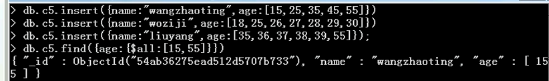 > db.c5.insert({name:"wangzhaoting",age:[15,25,35,45,55]})
> db.c5.insert({name:"woziji",age:[18,25,26,27,28,29,30]})
> db.c5.insert({name:"liuyang",age:[35,36,37,38,39,55]});
> db.c5.find({age:{$all:[15,55]}})
{ "_id" : ObjectId("54ab36275ead512d5707b733"), "name" : "wangzhaoting", "age" : [ 15
5 ] }